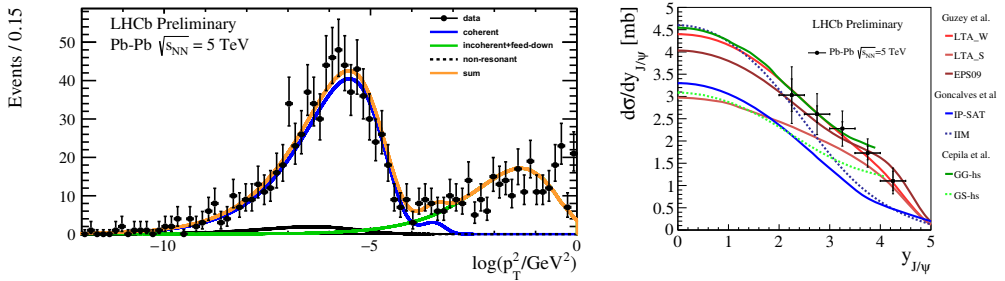 Events / 0.15
LHCb Preliminary
Pb-Pb √sNN = 5 TeV
data
coherent
incoherent+feed-down
non-resonant
sum
50
40
30
20
10
0
−10
−5
0
log(pT²/GeV²)
dσ/dyJ/ψ [mb]
LHCb Preliminary
Pb-Pb √sNN=5 TeV
5
4.5
4
3.5
3
2.5
2
1.5
1
0.5
0
0
1
2
3
4
5
yJ/ψ
Guzey et al.
LTA_W
LTA_S
EPS09
Goncalves et al
IP-SAT
IIM
Cepila et al.
GG-hs
GS-hs